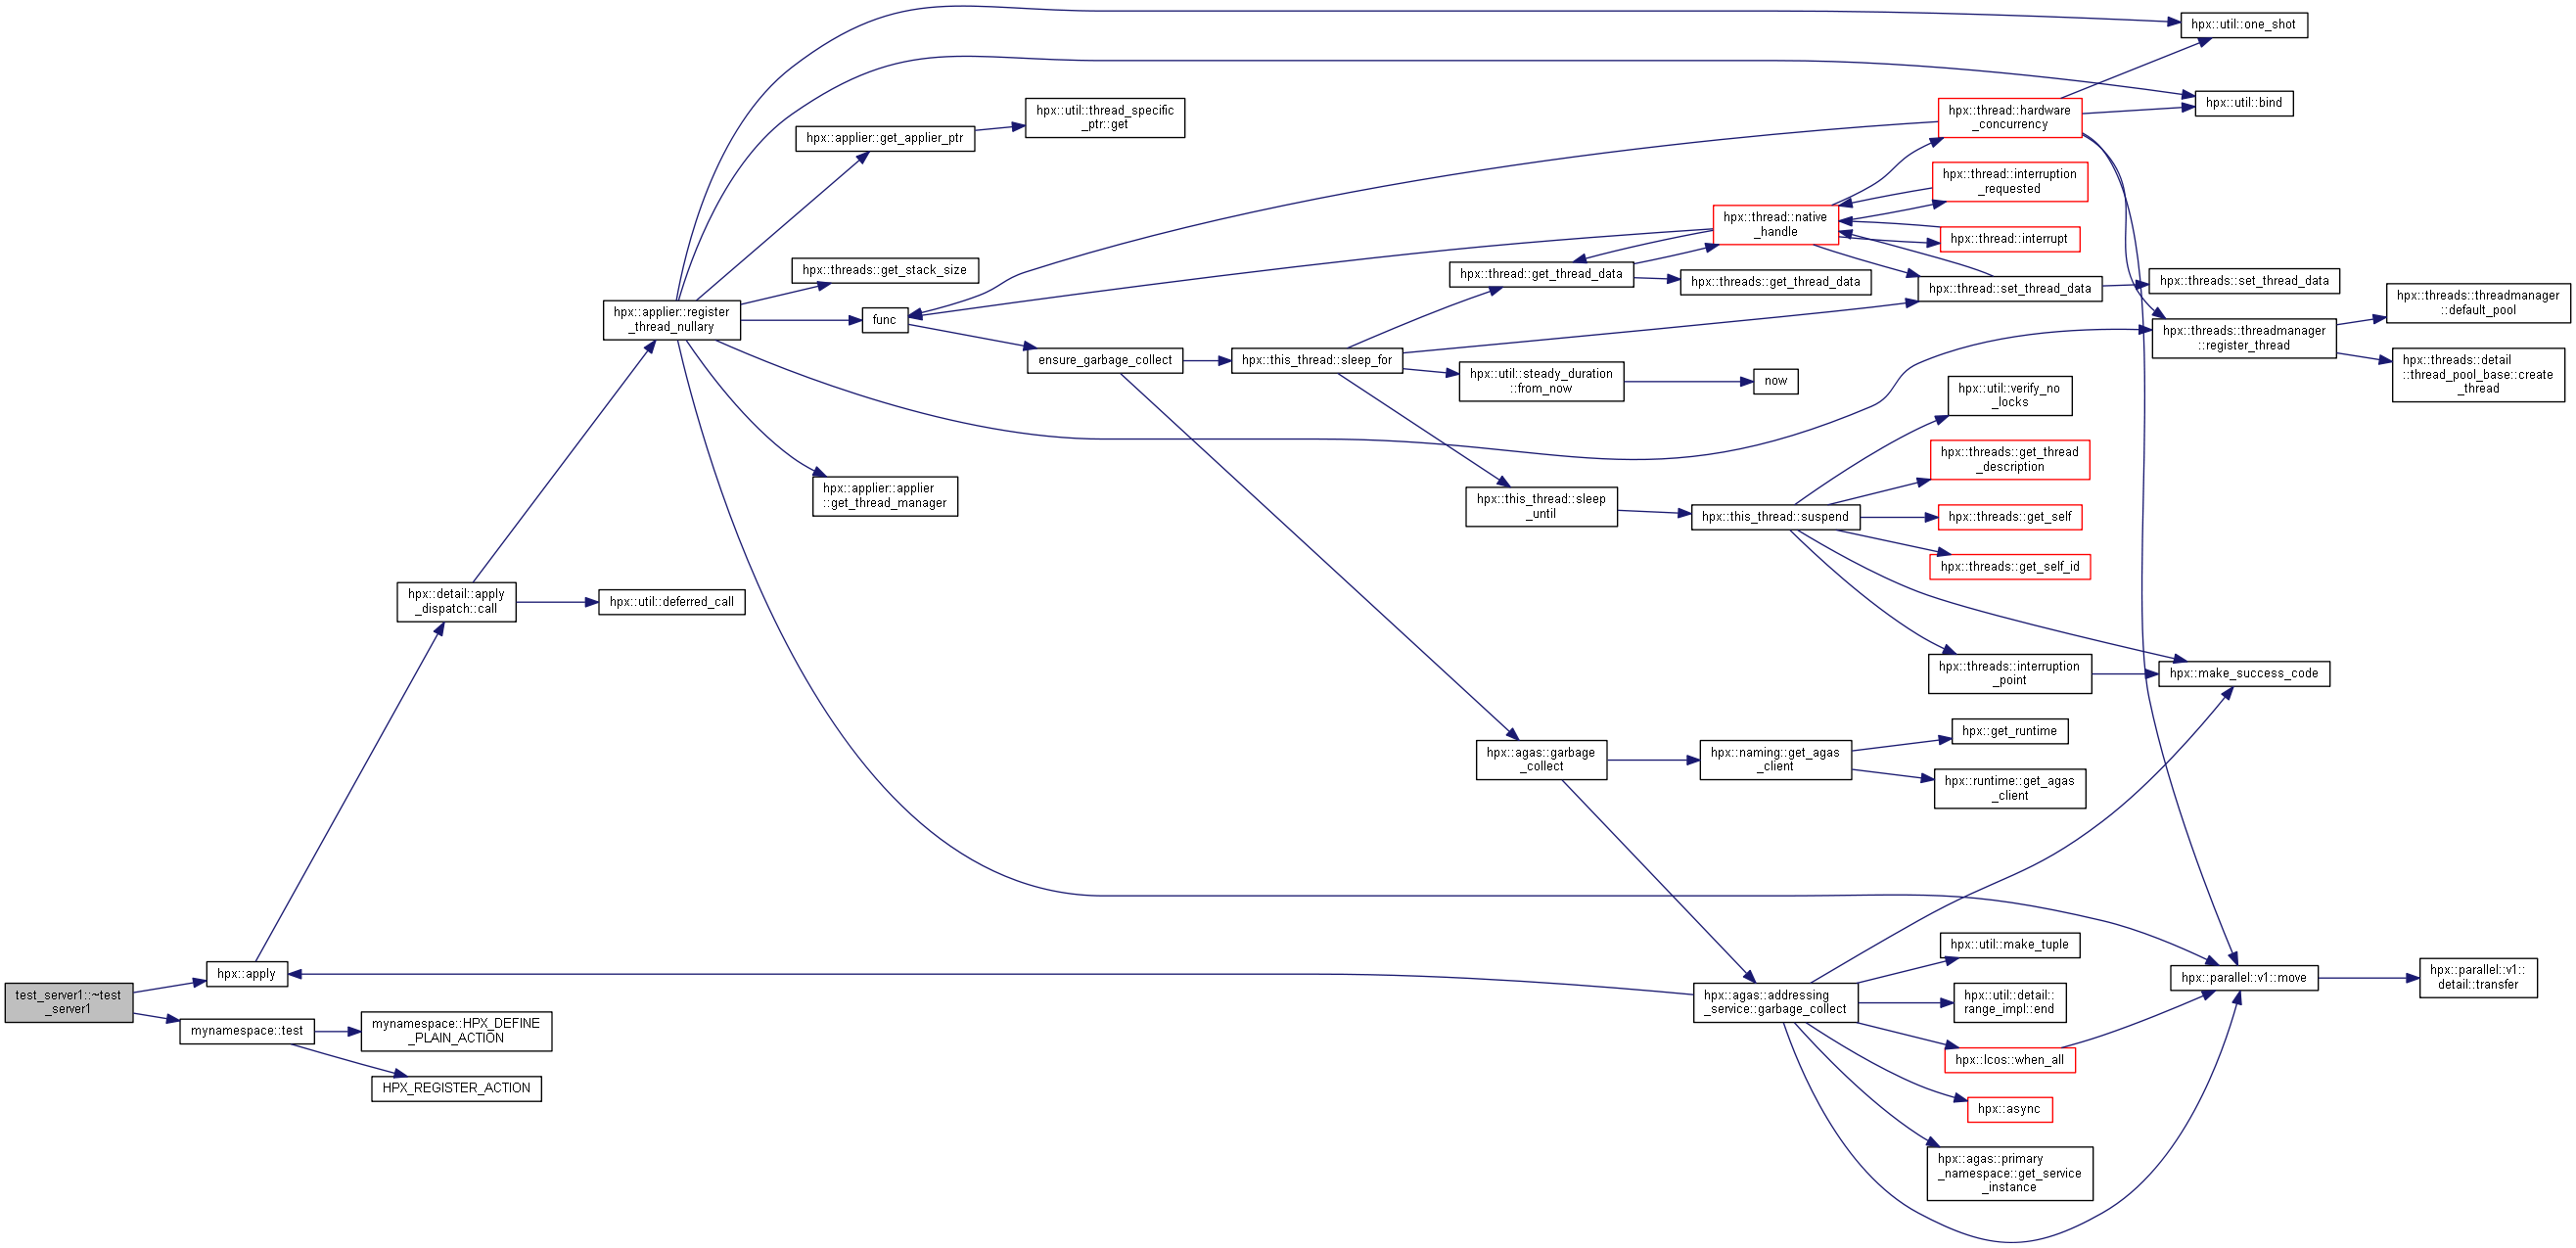 hpx::util::one_shot
hpx::util::bind
hpx::util::thread_specific
_ptr::get
hpx::thread::hardware
_concurrency
hpx::applier::get_applier_ptr
hpx::thread::interruption
_requested
hpx::thread::native
_handle
hpx::thread::interrupt
hpx::threads::get_stack_size
hpx::thread::get_thread_data
hpx::threads::get_thread_data
hpx::thread::set_thread_data
hpx::threads::set_thread_data
hpx::threads::threadmanager
::default_pool
hpx::applier::register
_thread_nullary
func
hpx::threads::threadmanager
::register_thread
ensure_garbage_collect
hpx::this_thread::sleep_for
hpx::util::steady_duration
::from_now
now
hpx::threads::detail
::thread_pool_base::create
_thread
hpx::util::verify_no
_locks
hpx::threads::get_thread
_description
hpx::applier::applier
::get_thread_manager
hpx::this_thread::sleep
_until
hpx::this_thread::suspend
hpx::threads::get_self
hpx::threads::get_self_id
hpx::detail::apply
_dispatch::call
hpx::util::deferred_call
hpx::threads::interruption
_point
hpx::make_success_code
hpx::agas::garbage
_collect
hpx::naming::get_agas
_client
hpx::get_runtime
hpx::runtime::get_agas
_client
hpx::apply
test_server1::~test
_server1
mynamespace::test
mynamespace::HPX_DEFINE
_PLAIN_ACTION
HPX_REGISTER_ACTION
hpx::agas::addressing
_service::garbage_collect
hpx::util::make_tuple
hpx::util::detail::
range_impl::end
hpx::lcos::when_all
hpx::async
hpx::agas::primary
_namespace::get_service
_instance
hpx::parallel::v1::move
hpx::parallel::v1::
detail::transfer